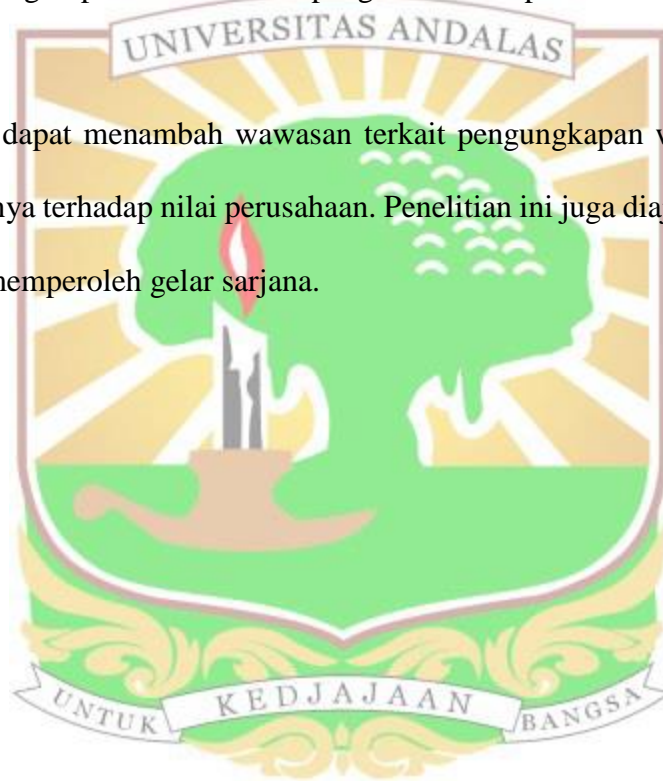 UNIVERSITAS ANDALAS
dapat menambah wawasan terkait pengungkapan
nya terhadap nilai perusahaan. Penelitian ini juga
memperoleh gelar sarjana.
UNTUK KEDJAJAAN BANGSA